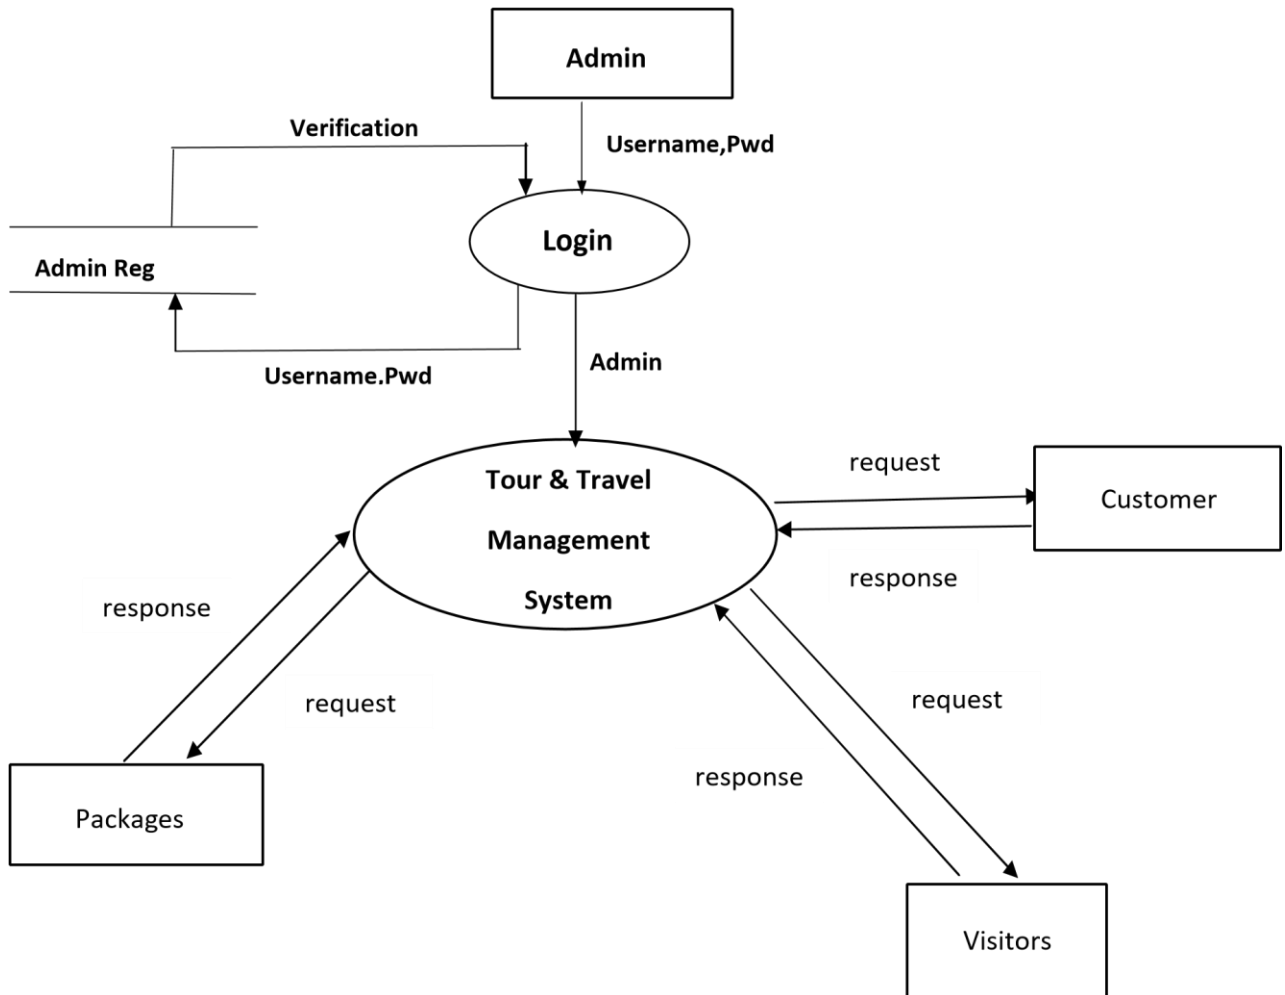 Admin
Verification
Username,Pwd
Login
Admin Reg
Admin
Username.Pwd
Tour & Travel
Management
System
request
Customer
response
response
request
request
response
Packages
Visitors